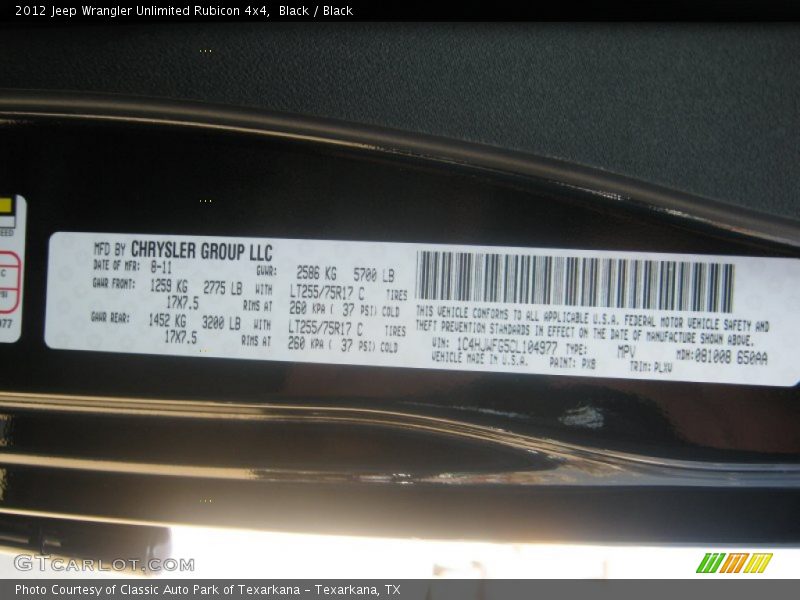 2012 Jeep Wrangler Unlimited Rubicon 4x4, Black / Black
MFD BY CHRYSLER GROUP LLC
DATE OF MFR: 8-11 GVWR: 2586 KG 5700 LB
GAWR FRONT: 1259 KG 2775 LB WITH LT255/75R17 C TIRES
17X7.5 RIMS AT 260 KPA ( 37 PSI) COLD
GAWR REAR: 1452 KG 3200 LB WITH LT255/75R17 C TIRES
17X7.5 RIMS AT 260 KPA ( 37 PSI) COLD
THIS VEHICLE CONFORMS TO ALL APPLICABLE U.S.A. FEDERAL MOTOR VEHICLE SAFETY AND
THEFT PREVENTION STANDARDS IN EFFECT ON THE DATE OF MANUFACTURE SHOWN ABOVE.
VIN: 1C4HJWFG5CL104977 TYPE: MPV MDH:081008 650AA
VEHICLE MADE IN U.S.A. PAINT: PX8 TRIM: PLXV
GTCARLOT.COM
Photo Courtesy of Classic Auto Park of Texarkana – Texarkana, TX